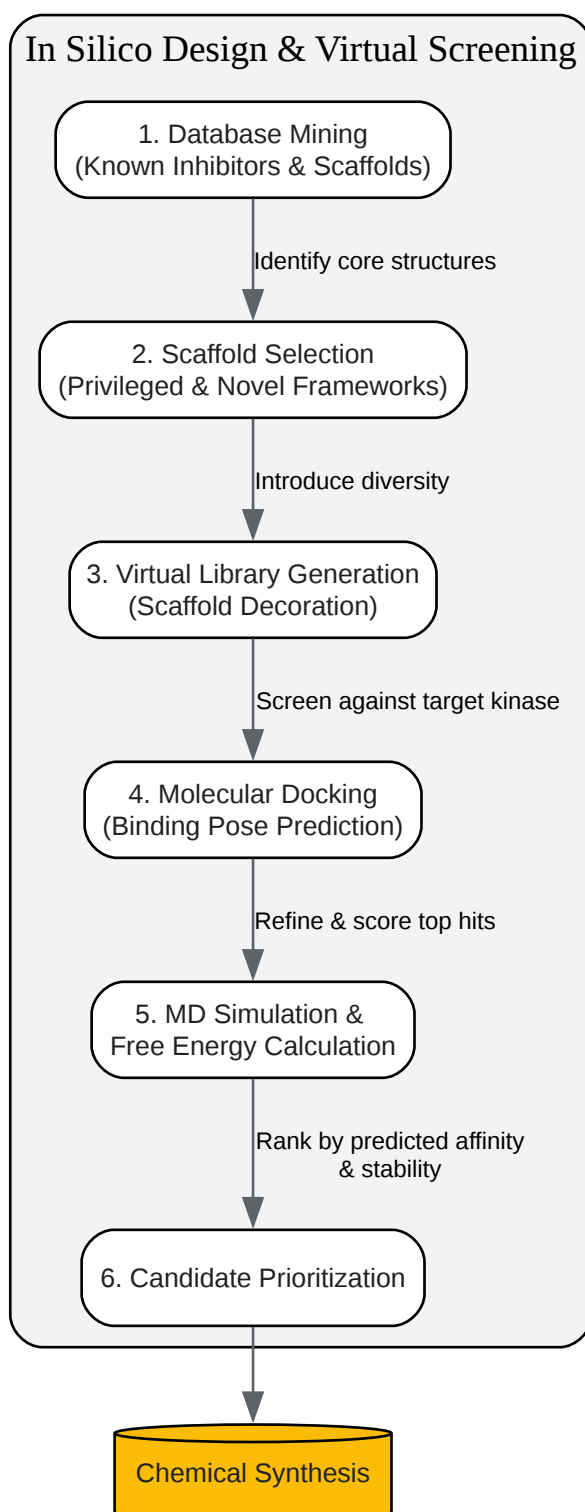 In Silico Design & Virtual Screening
1. Database Mining
(Known Inhibitors & Scaffolds)
Identify core structures
2. Scaffold Selection
(Privileged & Novel Frameworks)
Introduce diversity
3. Virtual Library Generation
(Scaffold Decoration)
Screen against target kinase
4. Molecular Docking
(Binding Pose Prediction)
Refine & score top hits
5. MD Simulation &
Free Energy Calculation
Rank by predicted affinity
& stability
6. Candidate Prioritization
Chemical Synthesis